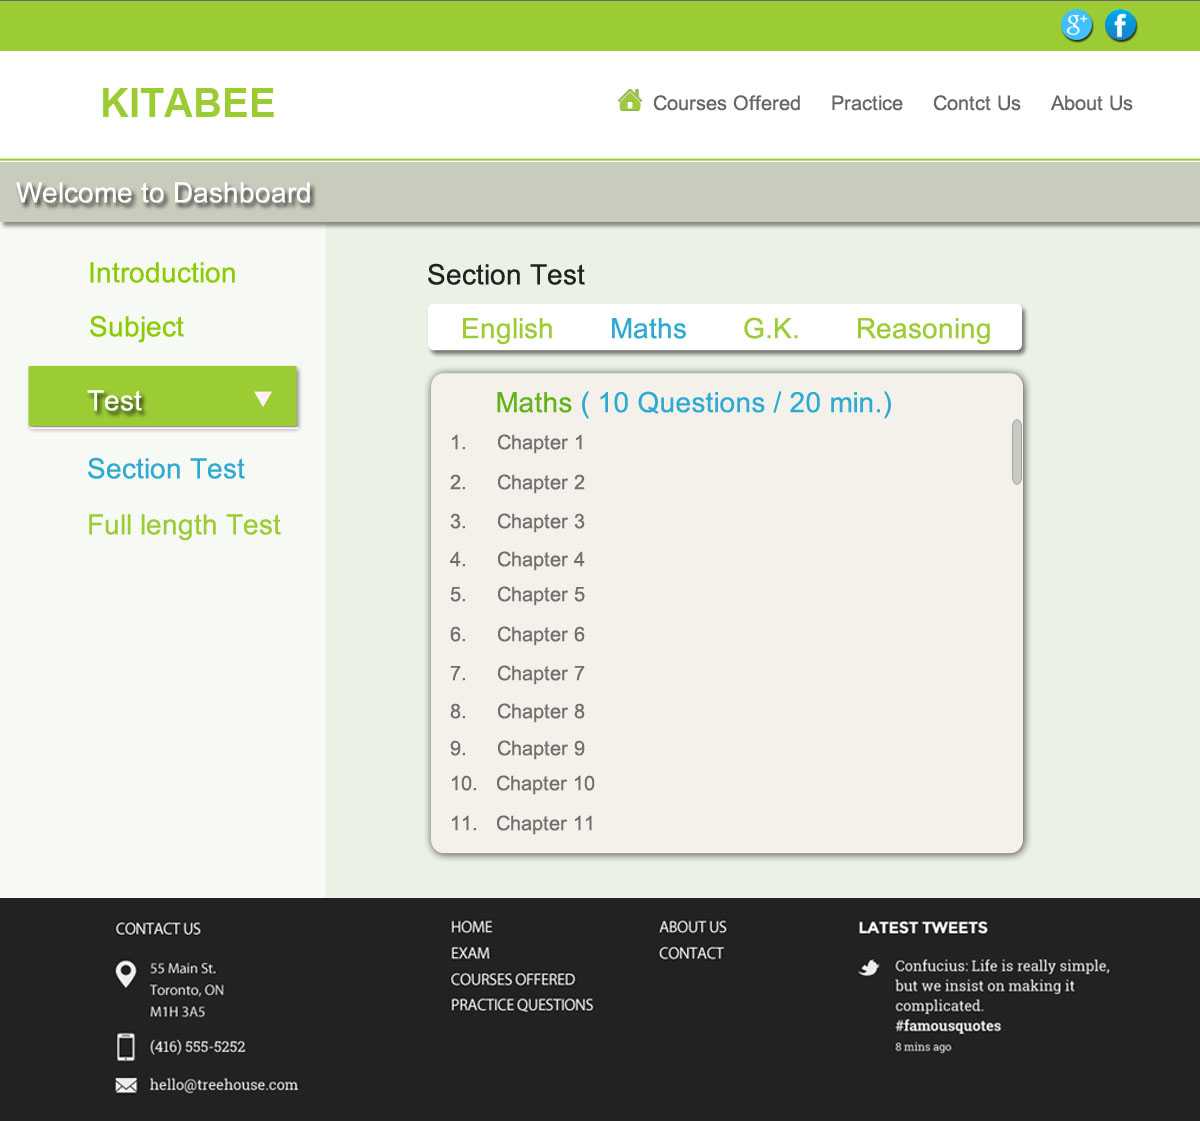 g+ f
KITABEE
Courses Offered Practice Contct Us About Us
Welcome to Dashboard
Introduction
Subject
Test
Section Test
Full length Test
Section Test
English Maths G.K. Reasoning
Maths ( 10 Questions / 20 min.)
1. Chapter 1
2. Chapter 2
3. Chapter 3
4. Chapter 4
5. Chapter 5
6. Chapter 6
7. Chapter 7
8. Chapter 8
9. Chapter 9
10. Chapter 10
11. Chapter 11
CONTACT US
55 Main St.
Toronto, ON
M1H 3A5
(416) 555-5252
hello@treehouse.com
HOME
EXAM
COURSES OFFERED
PRACTICE QUESTIONS
ABOUT US
CONTACT
LATEST TWEETS
Confucius: Life is really simple,
but we insist on making it
complicated.
#famousquotes
8 mins ago